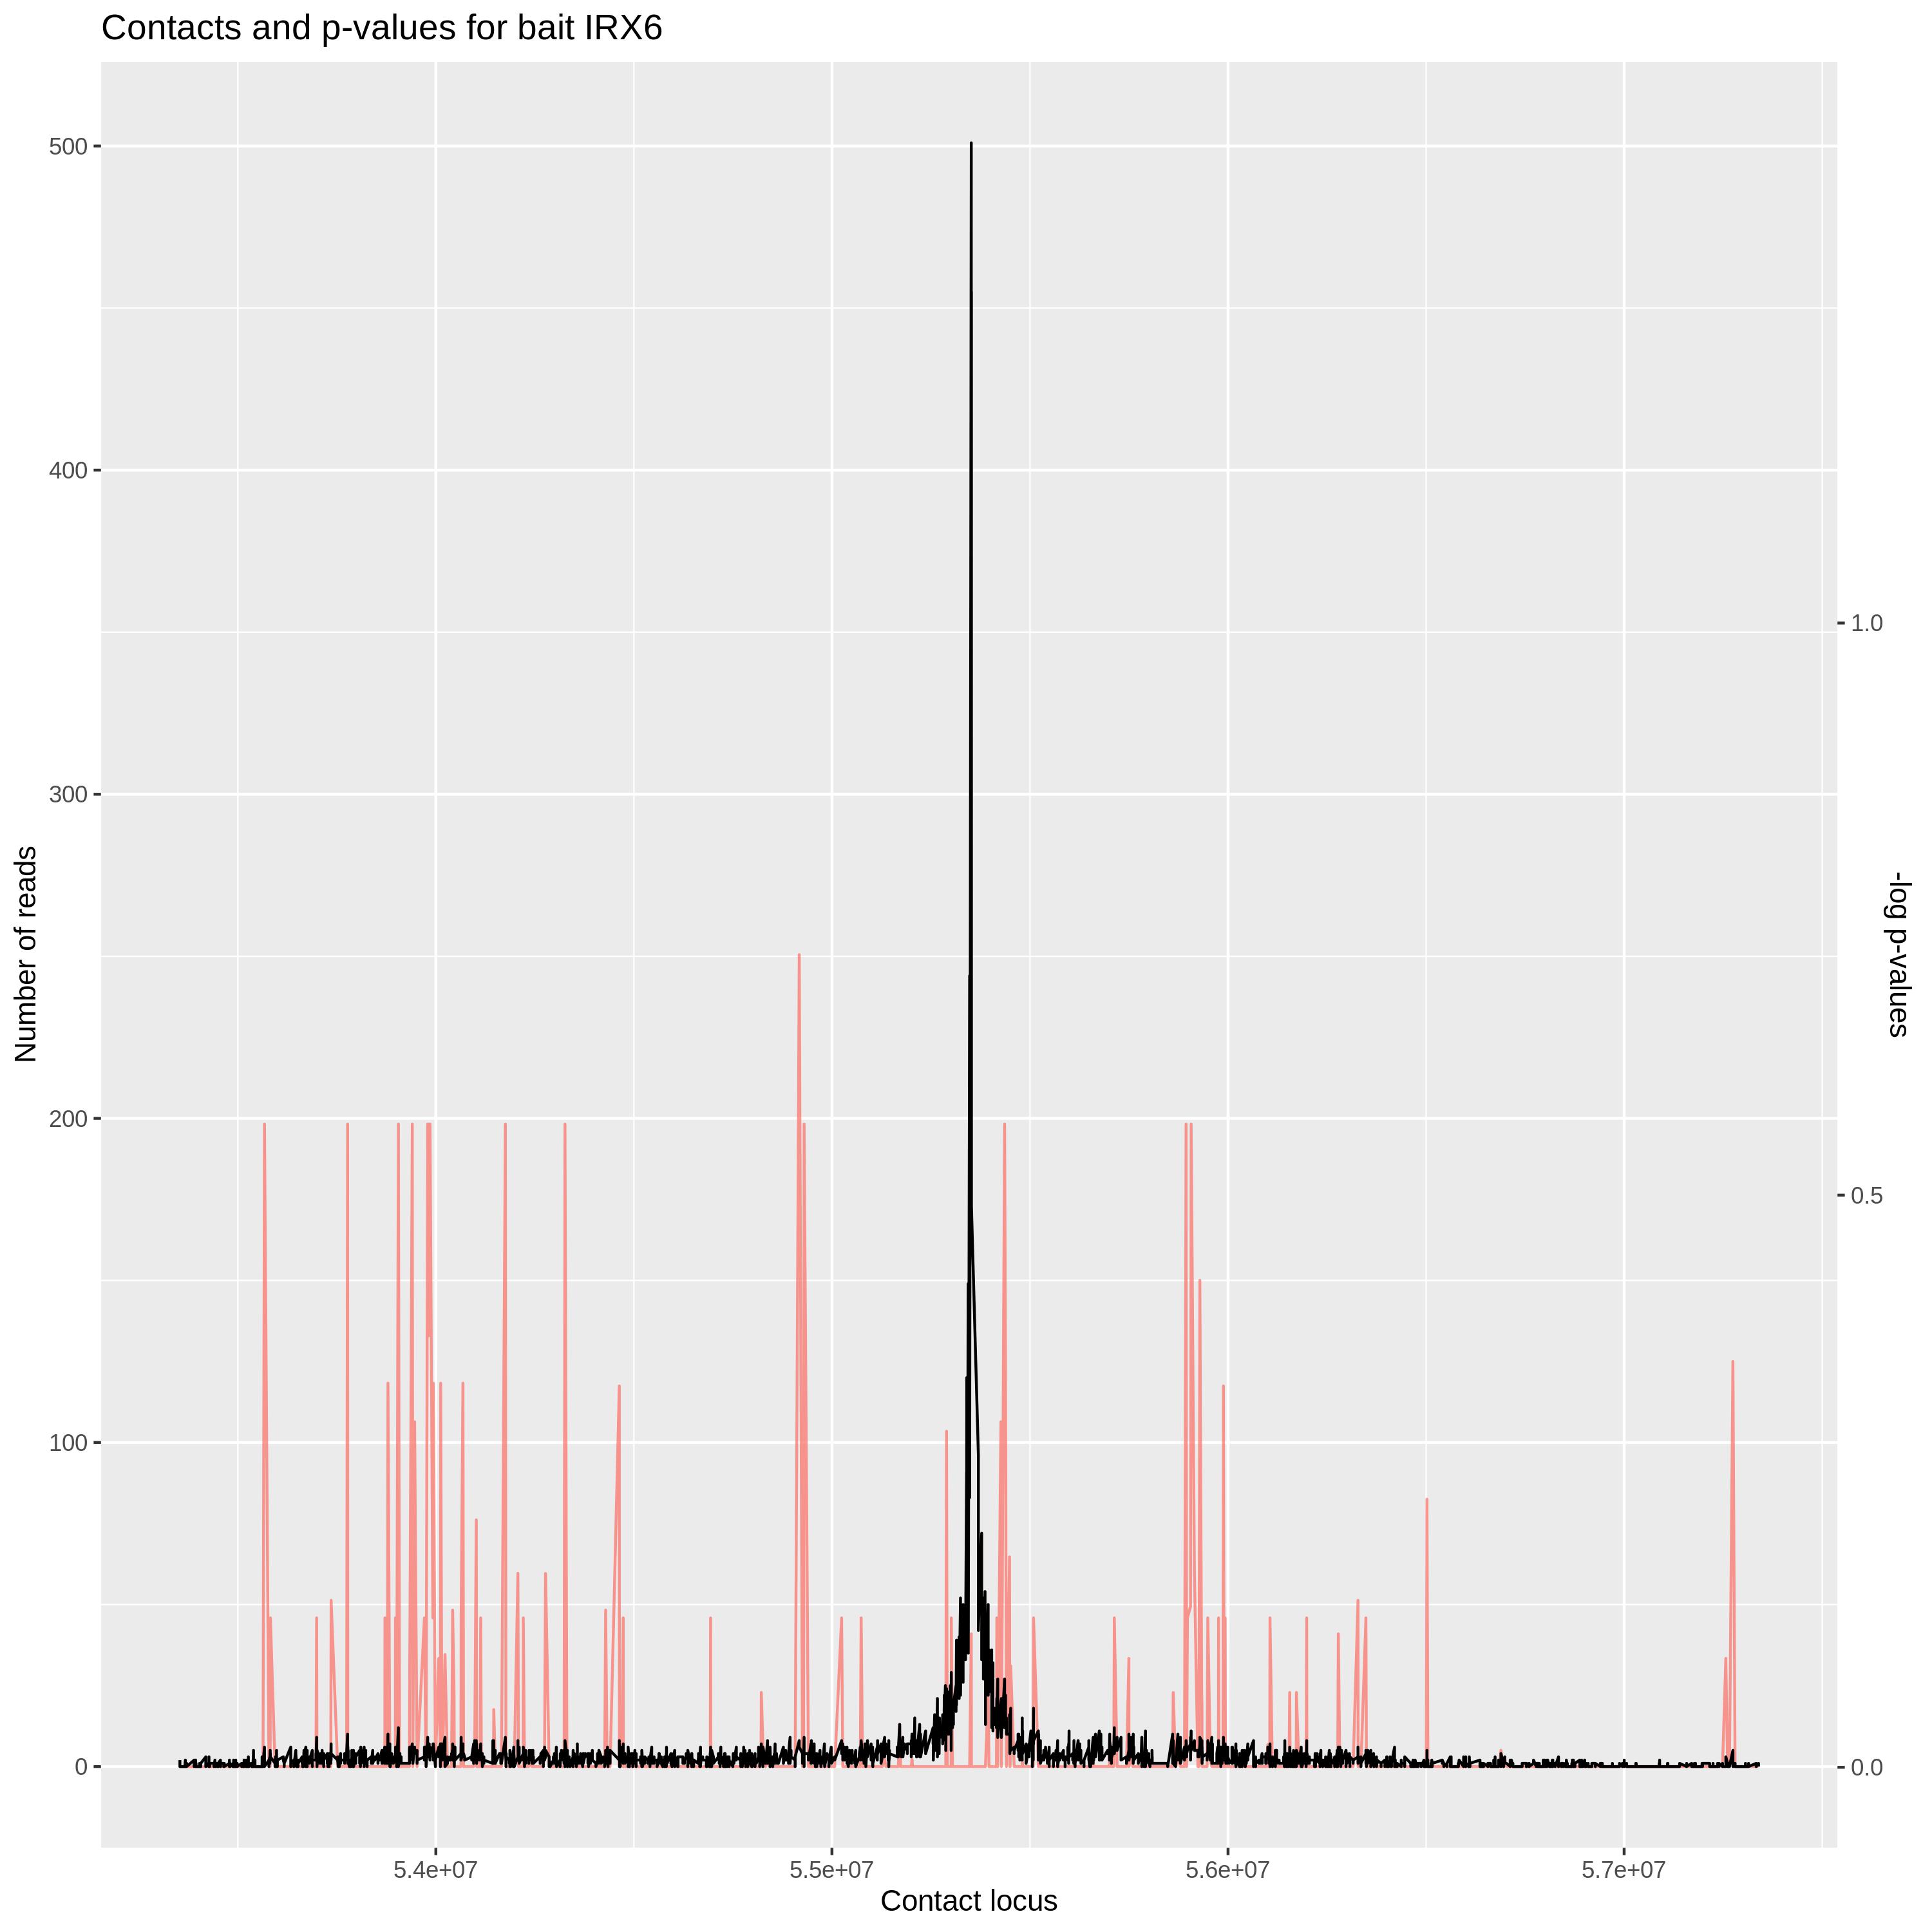 Contacts and p-values for bait IRX6
500
400
300
200
100
0
Number of reads
1.0
0.5
0.0
-log p-values
5.4e+07
5.5e+07
5.6e+07
5.7e+07
Contact locus